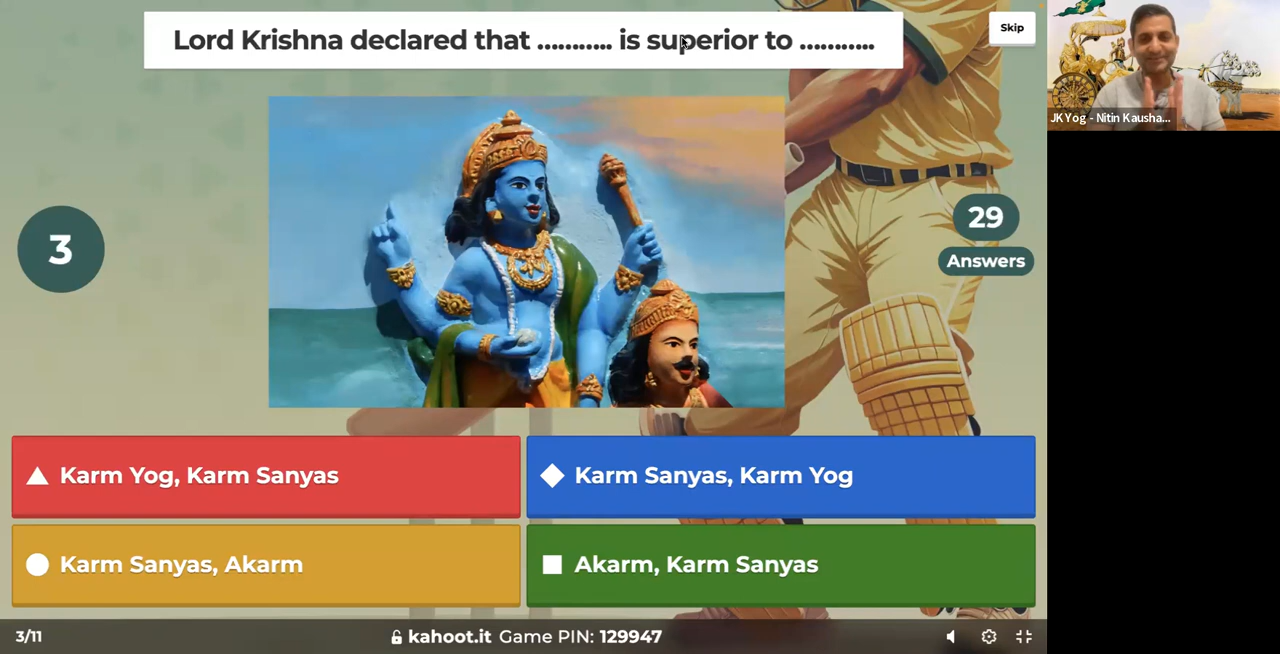 Lord Krishna declared that ........... is superior to ...........
Skip
JKYog - Nitin Kausha...
3
29
Answers
Karm Yog, Karm Sanyas
Karm Sanyas, Karm Yog
Karm Sanyas, Akarm
Akarm, Karm Sanyas
3/11
kahoot.it Game PIN: 129947